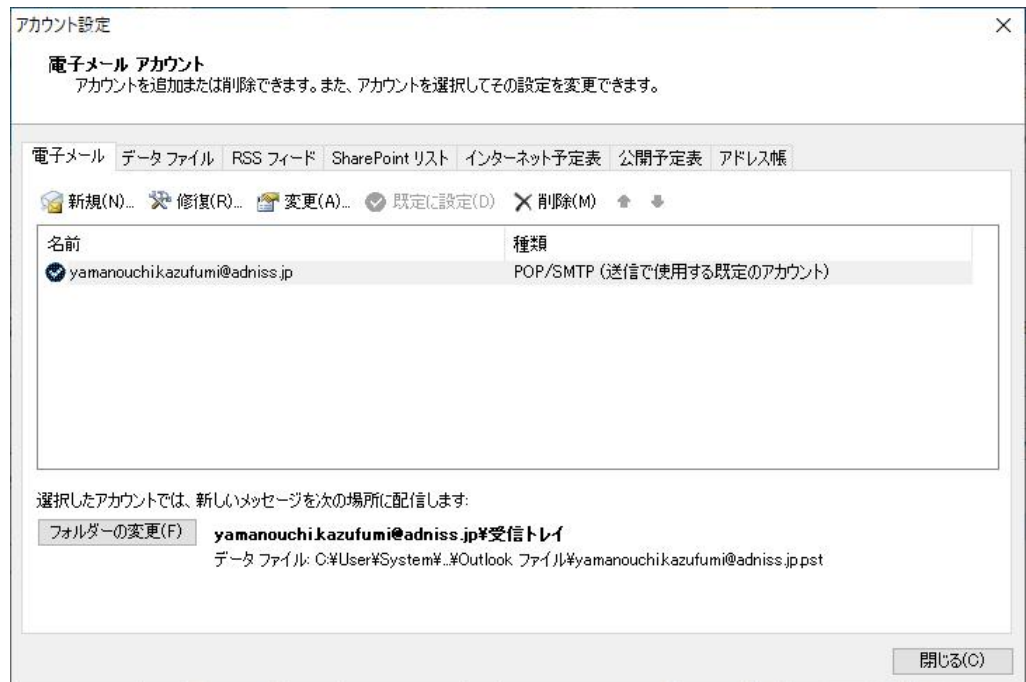 アカウント設定
電子メール アカウント
アカウントを追加または削除できます。また、アカウントを選択してその設定を変更できます。
電子メール データ ファイル RSS フィード SharePoint リスト インターネット予定表 公開予定表 アドレス帳
新規(N)... 修復(R)... 変更(A)... 既定に設定(D) 削除(M)
名前 種類
yamanouchi.kazufumi@adniss.jp POP/SMTP (送信で使用する既定のアカウント)
選択したアカウントでは、新しいメッセージを次の場所に配信します:
フォルダーの変更(F) yamanouchi.kazufumi@adniss.jp¥受信トレイ
データ ファイル: C:¥User¥System¥...¥Outlook ファイル¥yamanouchi.kazufumi@adniss.jp.pst
閉じる(C)